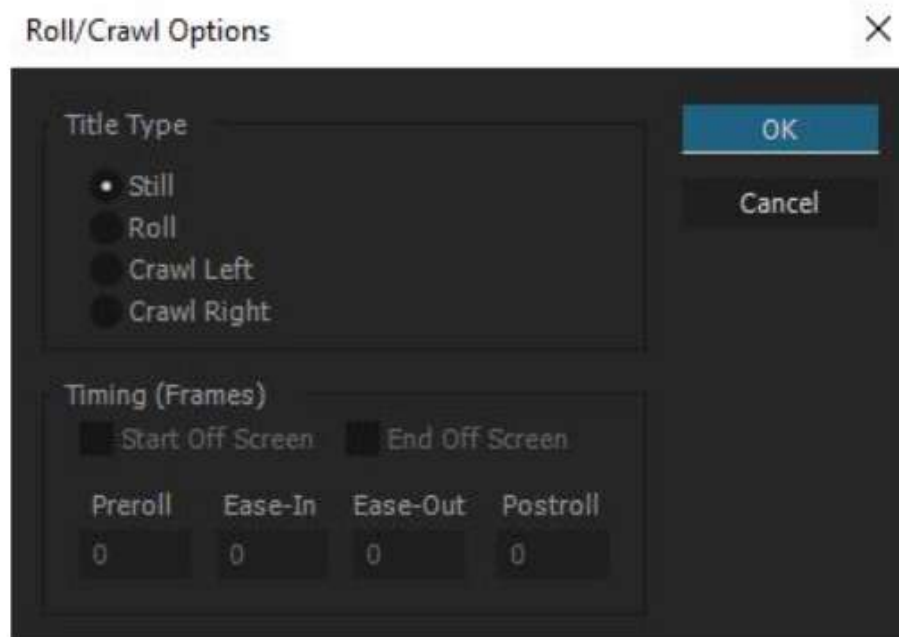 Roll/Crawl Options
Title Type
OK
Still
Cancel
Roll
Crawl Left
Crawl Right
Timing (Frames)
Start Off Screen End Off Screen
Preroll Ease-In Ease-Out Postroll
0 0 0 0